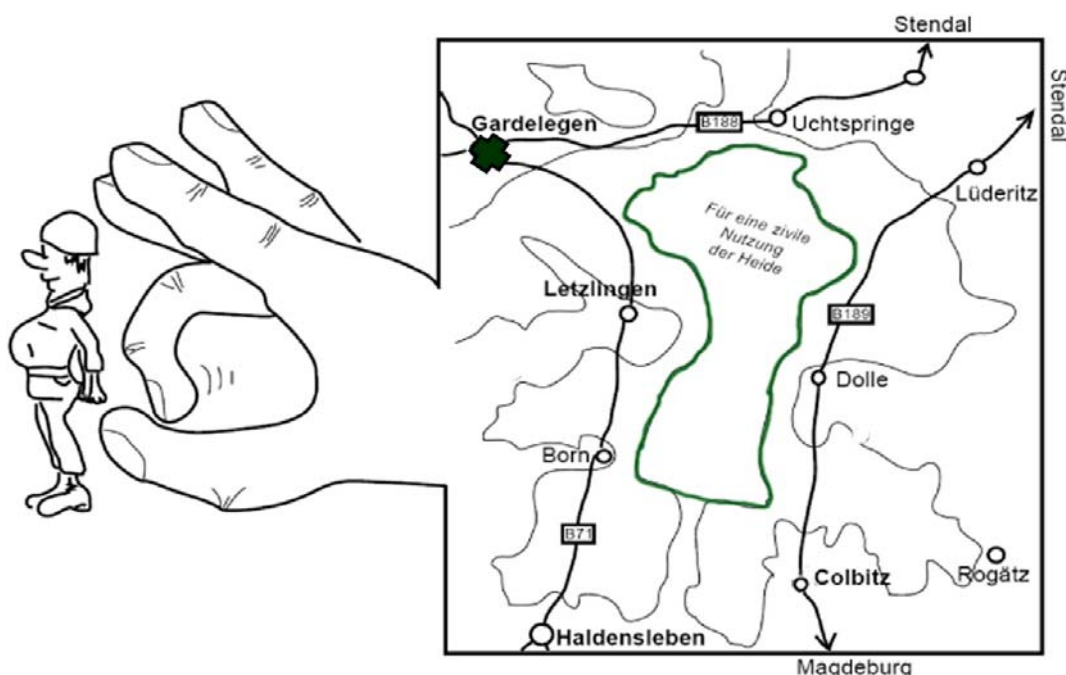 Stendal
Stendal
Gardelegen
B188
Uchtspringe
Lüderitz
Für eine zivile
Nutzung
der Heide
Letzlingen
B189
Dolle
Born
B71
Colbitz
Rogätz
Haldensleben
Magdeburg